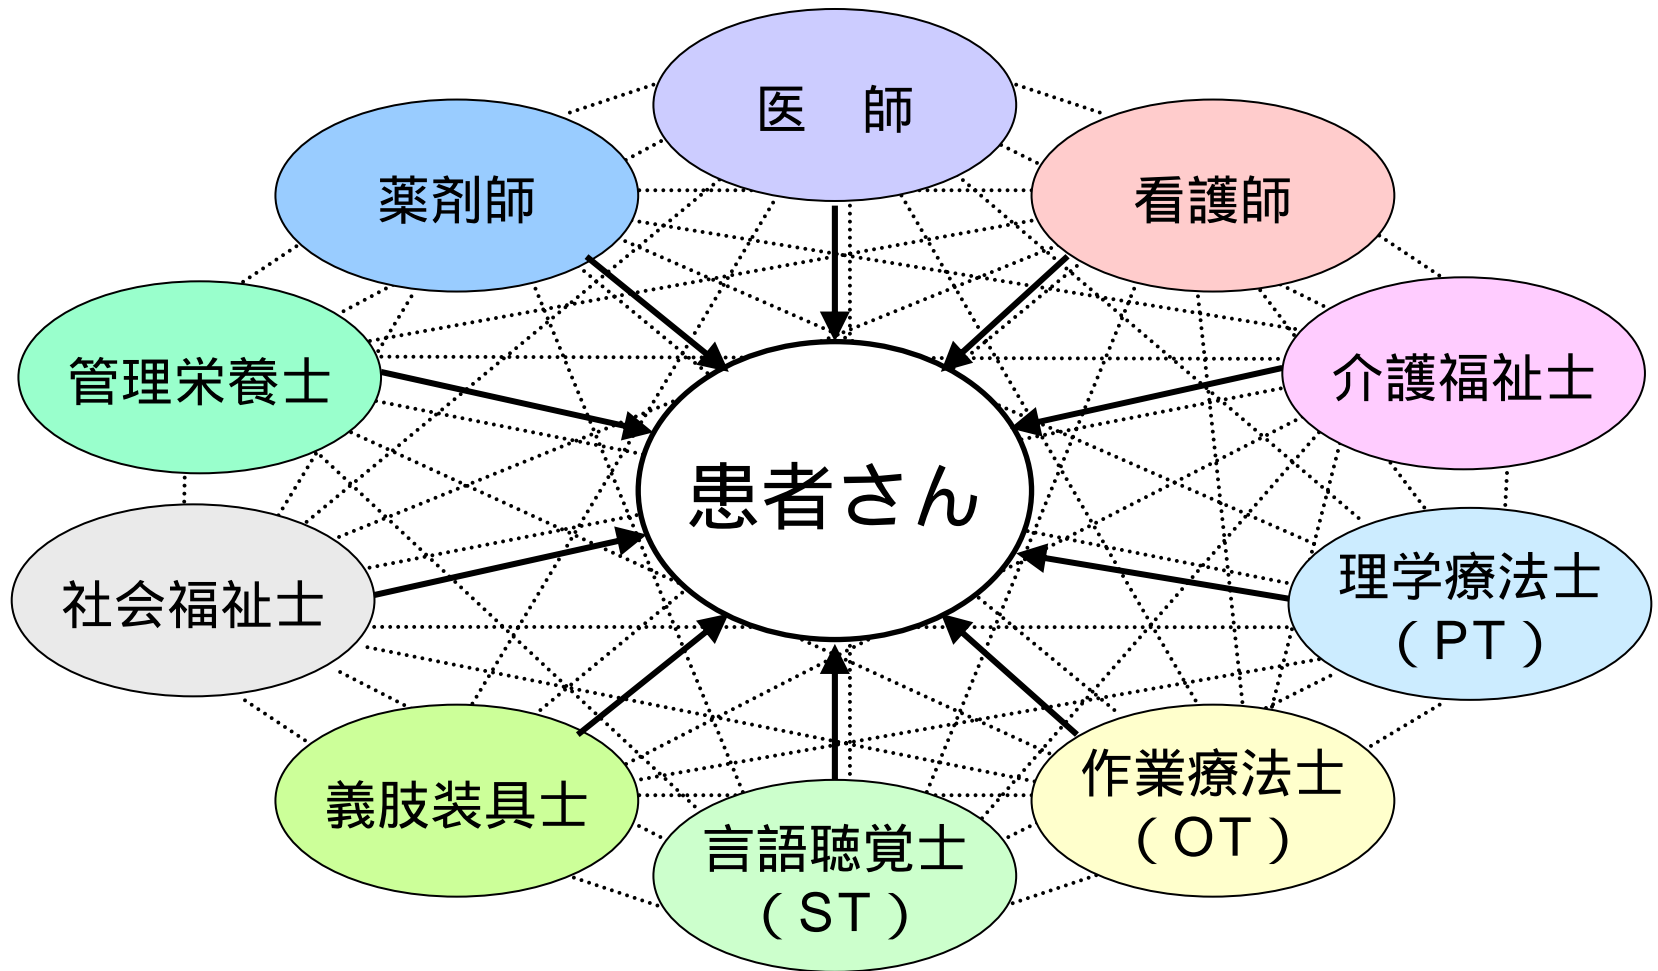 医　師
薬剤師
看護師
管理栄養士
介護福祉士
患者さん
社会福祉士
理学療法士
（ＰＴ）
義肢装具士
作業療法士
（ＯＴ）
言語聴覚士
（ＳＴ）